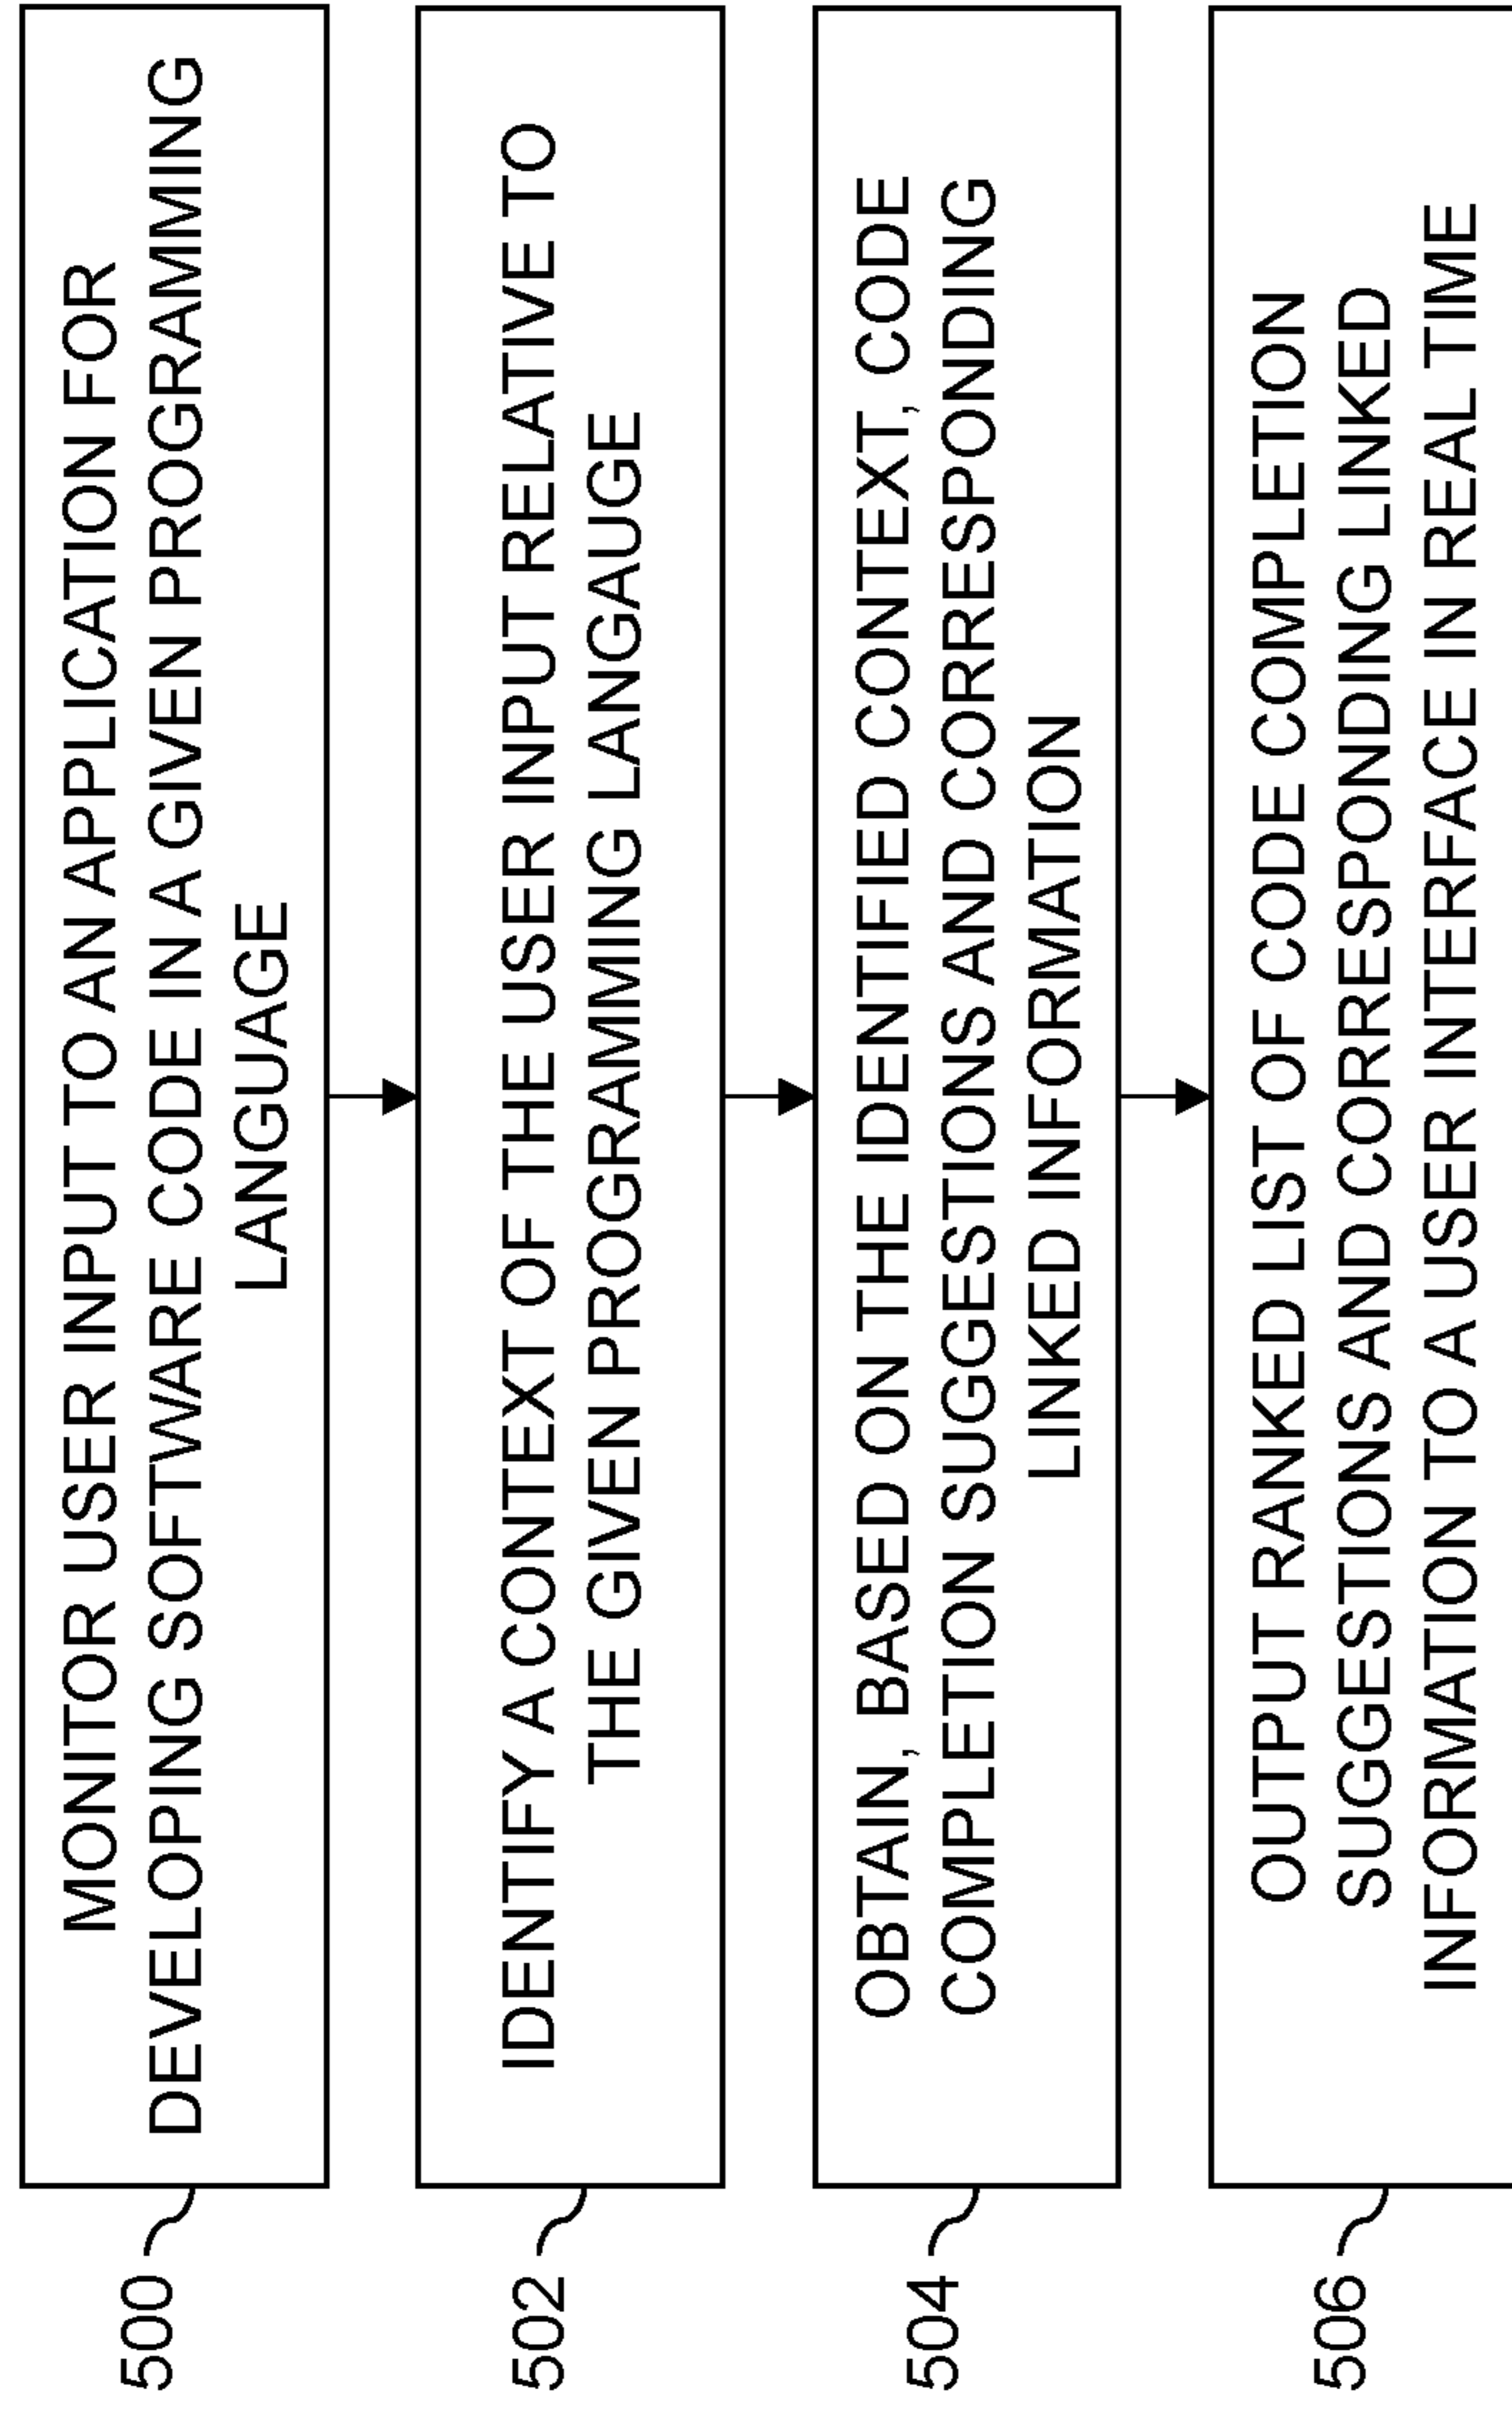 500
MONITOR USER INPUT TO AN APPLICATION FOR
DEVELOPING SOFTWARE CODE IN A GIVEN PROGRAMMING
LANGUAGE
502
IDENTIFY A CONTEXT OF THE USER INPUT RELATIVE TO
THE GIVEN PROGRAMMING LANGAUGE
504
OBTAIN, BASED ON THE IDENTIFIED CONTEXT, CODE
COMPLETION SUGGESTIONS AND CORRESPONDING
LINKED INFORMATION
506
OUTPUT RANKED LIST OF CODE COMPLETION
SUGGESTIONS AND CORRESPONDING LINKED
INFORMATION TO A USER INTERFACE IN REAL TIME